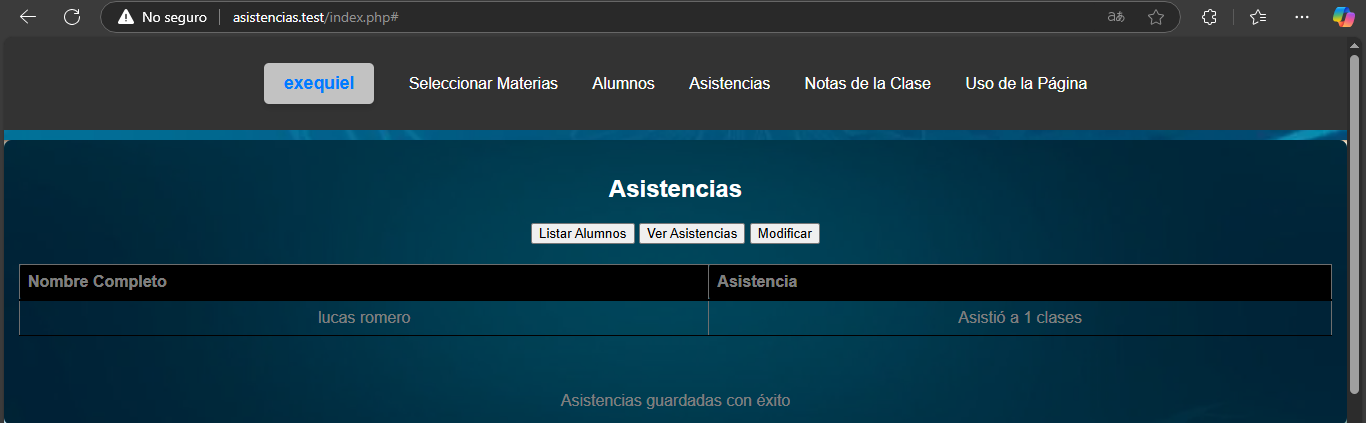 No seguro asistencias.test/index.php#
exequiel Seleccionar Materias Alumnos Asistencias Notas de la Clase Uso de la Página
Asistencias
Listar Alumnos Ver Asistencias Modificar
Nombre Completo Asistencia
lucas romero Asistió a 1 clases
Asistencias guardadas con éxito